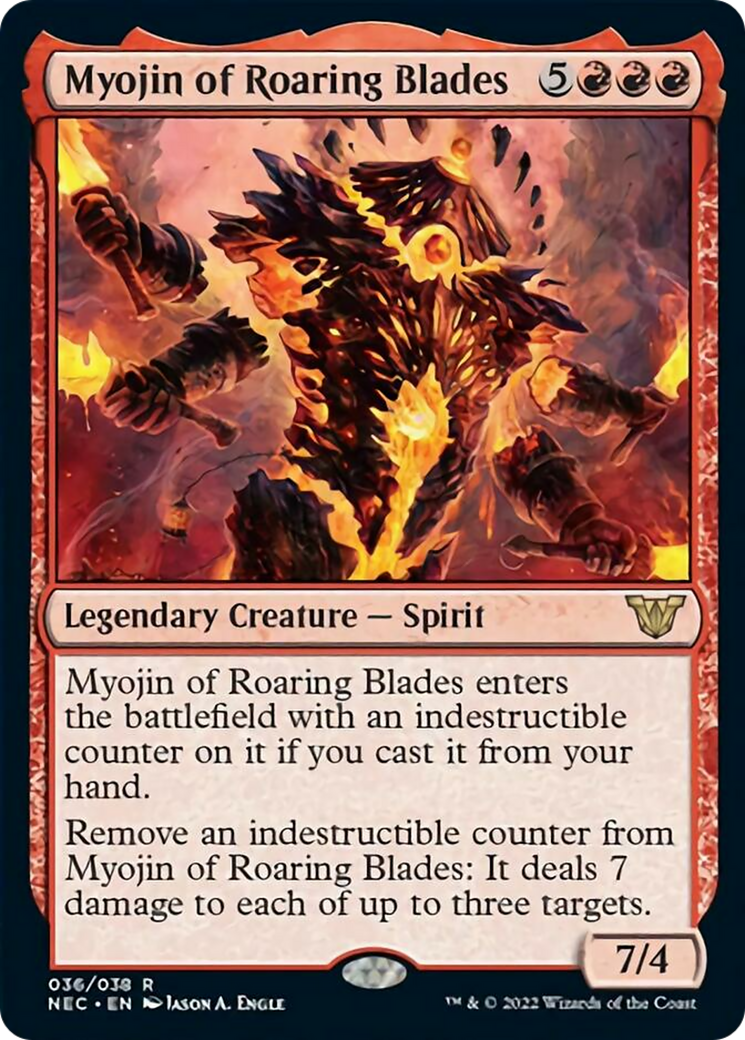 Myojin of Roaring Blades 5
Legendary Creature — Spirit
Myojin of Roaring Blades enters
the battlefield with an indestructible
counter on it if you cast it from your
hand.
Remove an indestructible counter from
Myojin of Roaring Blades: It deals 7
damage to each of up to three targets.
7/4
036/038 R
NEC • EN Jason A. Engle
™ & © 2022 Wizards of the Coast